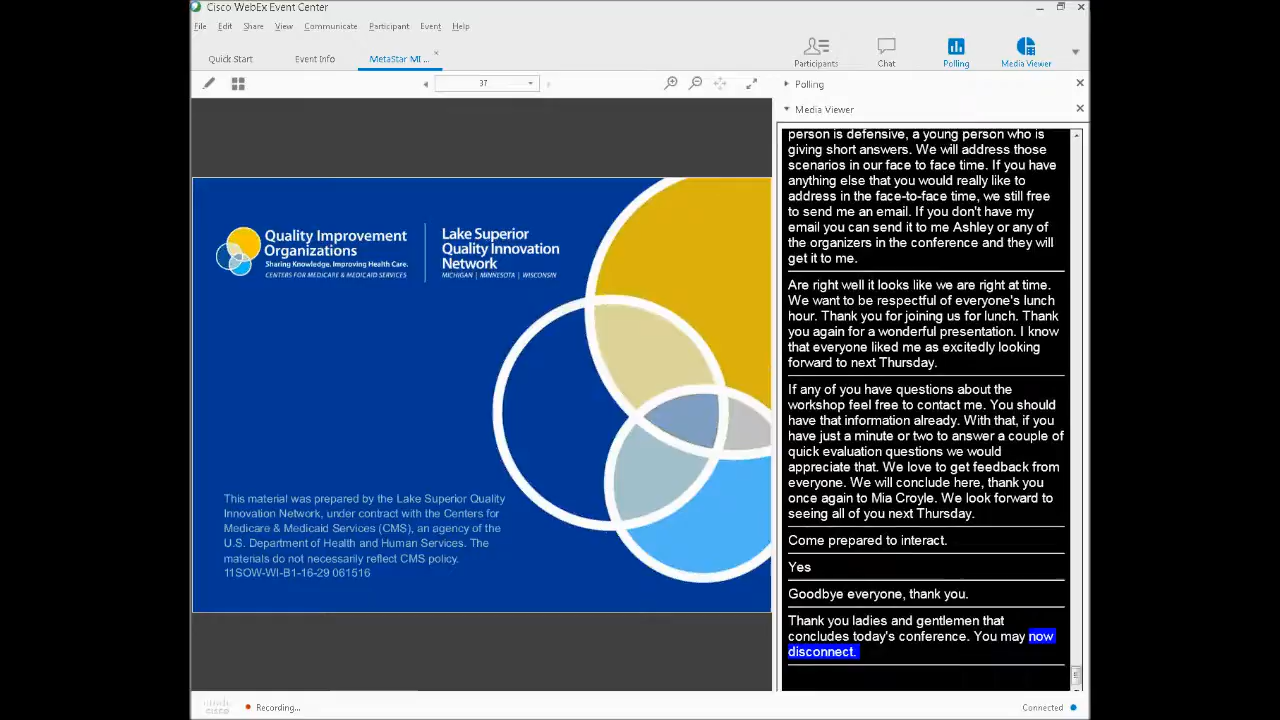 Cisco WebEx Event Center
File Edit Share View Communicate Participant Event Help
Quick Start Event Info MetaStar MI ...
Participants Chat Polling Media Viewer
37
Polling
Media Viewer
Quality Improvement
Organizations
Sharing Knowledge. Improving Health Care.
CENTERS FOR MEDICARE & MEDICAID SERVICES
Lake Superior
Quality Innovation
Network
MICHIGAN | MINNESOTA | WISCONSIN
This material was prepared by the Lake Superior Quality
Innovation Network, under contract with the Centers for
Medicare & Medicaid Services (CMS), an agency of the
U.S. Department of Health and Human Services. The
materials do not necessarily reflect CMS policy.
11SOW-WI-B1-16-29 061516
person is defensive, a young person who is
giving short answers. We will address those
scenarios in our face to face time. If you have
anything else that you would really like to
address in the face-to-face time, we still free
to send me an email. If you don't have my
email you can send it to me Ashley or any of
the organizers in the conference and they will
get it to me.
Are right well it looks like we are right at time.
We want to be respectful of everyone's lunch
hour. Thank you for joining us for lunch. Thank
you again for a wonderful presentation. I know
that everyone liked me as excitedly looking
forward to next Thursday.
If any of you have questions about the
workshop feel free to contact me. You should
have that information already. With that, if you
have just a minute or two to answer a couple of
quick evaluation questions we would
appreciate that. We love to get feedback from
everyone. We will conclude here, thank you
once again to Mia Croyle. We look forward to
seeing all of you next Thursday.
Come prepared to interact.
Yes
Goodbye everyone, thank you.
Thank you ladies and gentlemen that
concludes today's conference. You may now
disconnect.
cisco
Recording...
Connected